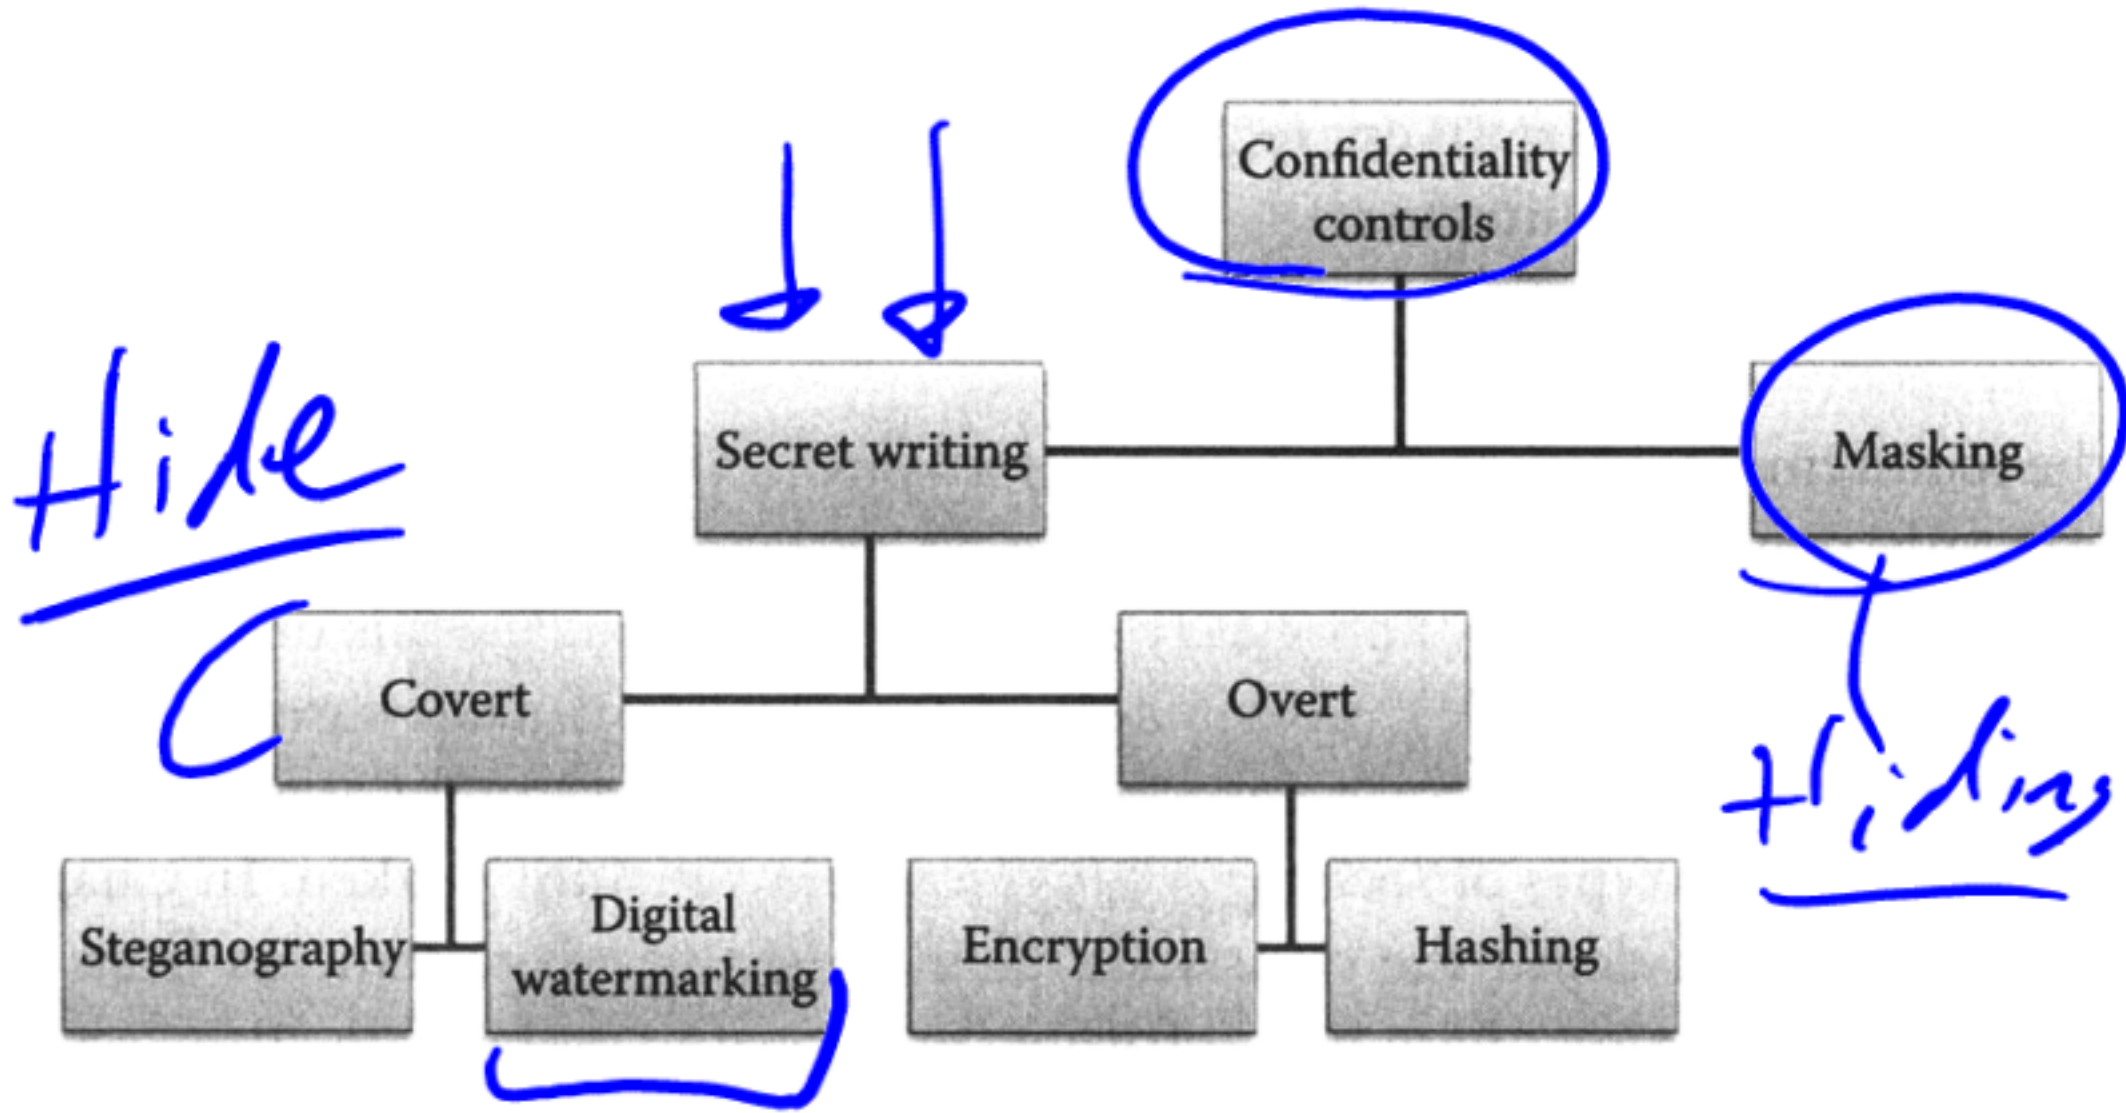 Confidentiality
controls
Hide
Secret writing
Masking
Covert
Overt
Hiding
Steganography
Digital
watermarking
Encryption
Hashing